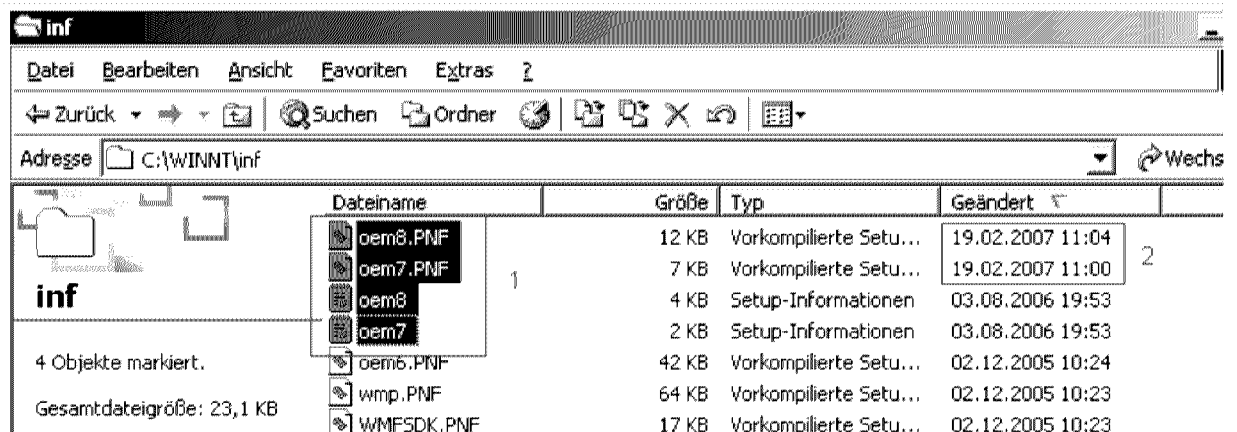 inf
Datei Bearbeiten Ansicht Favoriten Extras ?
Zurück Suchen Ordner
Adresse C:\WINNT\inf Wechs
Dateiname Größe Typ Geändert
oem8.PNF 12 KB Vorkompilierte Setu... 19.02.2007 11:04
oem7.PNF 7 KB Vorkompilierte Setu... 19.02.2007 11:00
1 2
inf
oem8 4 KB Setup-Informationen 03.08.2006 19:53
oem7 2 KB Setup-Informationen 03.08.2006 19:53
4 Objekte markiert.
oem6.PNF 42 KB Vorkompilierte Setu... 02.12.2005 10:24
wmp.PNF 64 KB Vorkompilierte Setu... 02.12.2005 10:23
Gesamtdateigröße: 23,1 KB
WMFSDK.PNF 17 KB Vorkompilierte Setu... 02.12.2005 10:23